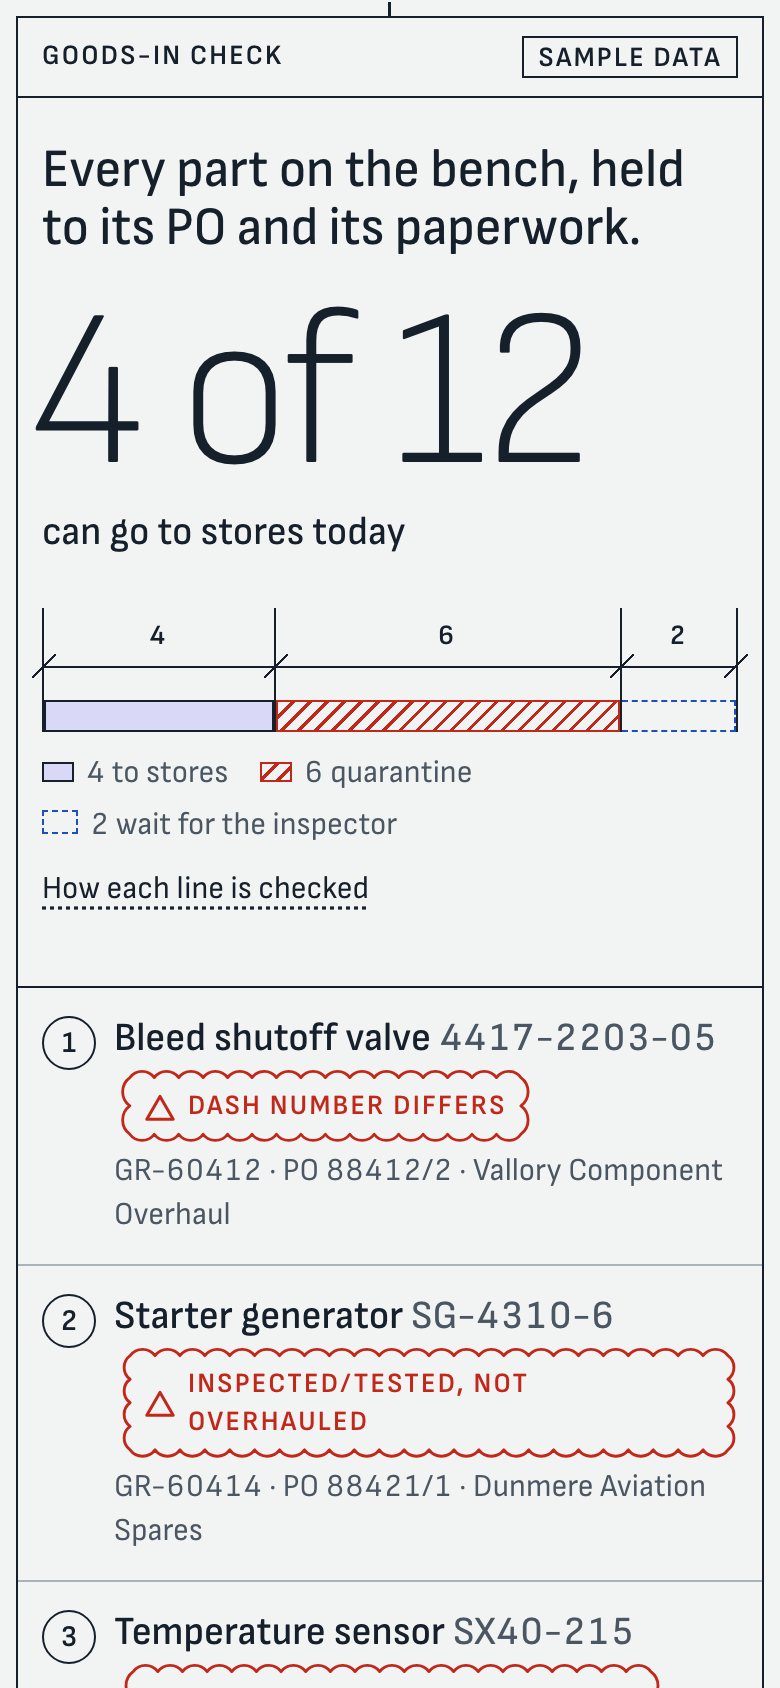 GOODS-IN CHECK
SAMPLE DATA
Every part on the bench, held
to its PO and its paperwork.
4 of 12
can go to stores today
4
6
2
4 to stores
6 quarantine
2 wait for the inspector
How each line is checked
1
Bleed shutoff valve 4417-2203-05
DASH NUMBER DIFFERS
GR-60412 · PO 88412/2 · Vallory Component
Overhaul
2
Starter generator SG-4310-6
INSPECTED/TESTED, NOT
OVERHAULED
GR-60414 · PO 88421/1 · Dunmere Aviation
Spares
3
Temperature sensor SX40-215